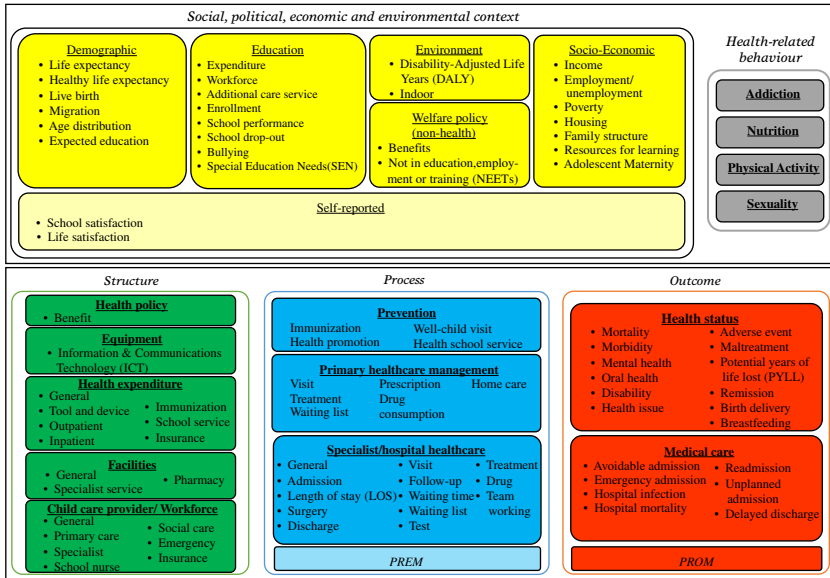 Social, political, economic and environmental context
Demographic
• Life expectancy
• Healthy life expectancy
• Live birth
• Migration
• Age distribution
• Expected education
Education
• Expenditure
• Workforce
• Additional care service
• Enrollment
• School performance
• School drop-out
• Bullying
• Special Education Needs(SEN)
Environment
• Disability-Adjusted Life
Years (DALY)
• Indoor
Welfare policy
(non-health)
• Benefits
• Not in education,employ-
ment or training (NEETs)
Socio-Economic
• Income
• Employment/
unemployment
• Poverty
• Housing
• Family structure
• Resources for learning
• Adolescent Maternity
Self-reported
• School satisfaction
• Life satisfaction
Health-related
behaviour
Addiction
Nutrition
Physical Activity
Sexuality
Structure
Health policy
• Benefit
Equipment
• Information & Communications
Technology (ICT)
Health expenditure
• General
• Tool and device
• Outpatient
• Inpatient
• Immunization
• School service
• Insurance
Facilities
• General
• Specialist service
• Pharmacy
Child care provider/ Workforce
• General
• Primary care
• Specialist
• School nurse
• Social care
• Emergency
• Insurance
Process
Prevention
Immunization
Health promotion
Well-child visit
Health school service
Primary healthcare management
Visit
Treatment
Waiting list
Prescription
Drug
consumption
Home care
Specialist/hospital healthcare
• General
• Admission
• Length of stay (LOS)
• Surgery
• Discharge
• Visit
• Follow-up
• Waiting time
• Waiting list
• Test
• Treatment
• Drug
• Team
working
PREM
Outcome
Health status
• Mortality
• Morbidity
• Mental health
• Oral health
• Disability
• Health issue
• Adverse event
• Maltreatment
• Potential years of
life lost (PYLL)
• Remission
• Birth delivery
• Breastfeeding
Medical care
• Avoidable admission
• Emergency admission
• Hospital infection
• Hospital mortality
• Readmission
• Unplanned
admission
• Delayed discharge
PROM